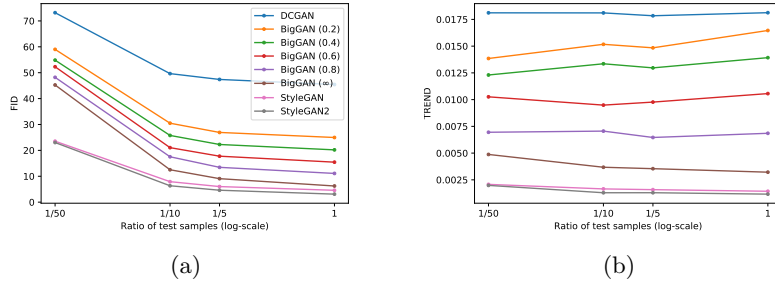 70
60
50
40
30
20
10
0
FID
DCGAN
BigGAN (0.2)
BigGAN (0.4)
BigGAN (0.6)
BigGAN (0.8)
BigGAN (∞)
StyleGAN
StyleGAN2
1/50
1/10
1/5
1
Ratio of test samples (log-scale)
(a)
0.0175
0.0150
0.0125
0.0100
0.0075
0.0050
0.0025
TREND
1/50
1/10
1/5
1
Ratio of test samples (log-scale)
(b)